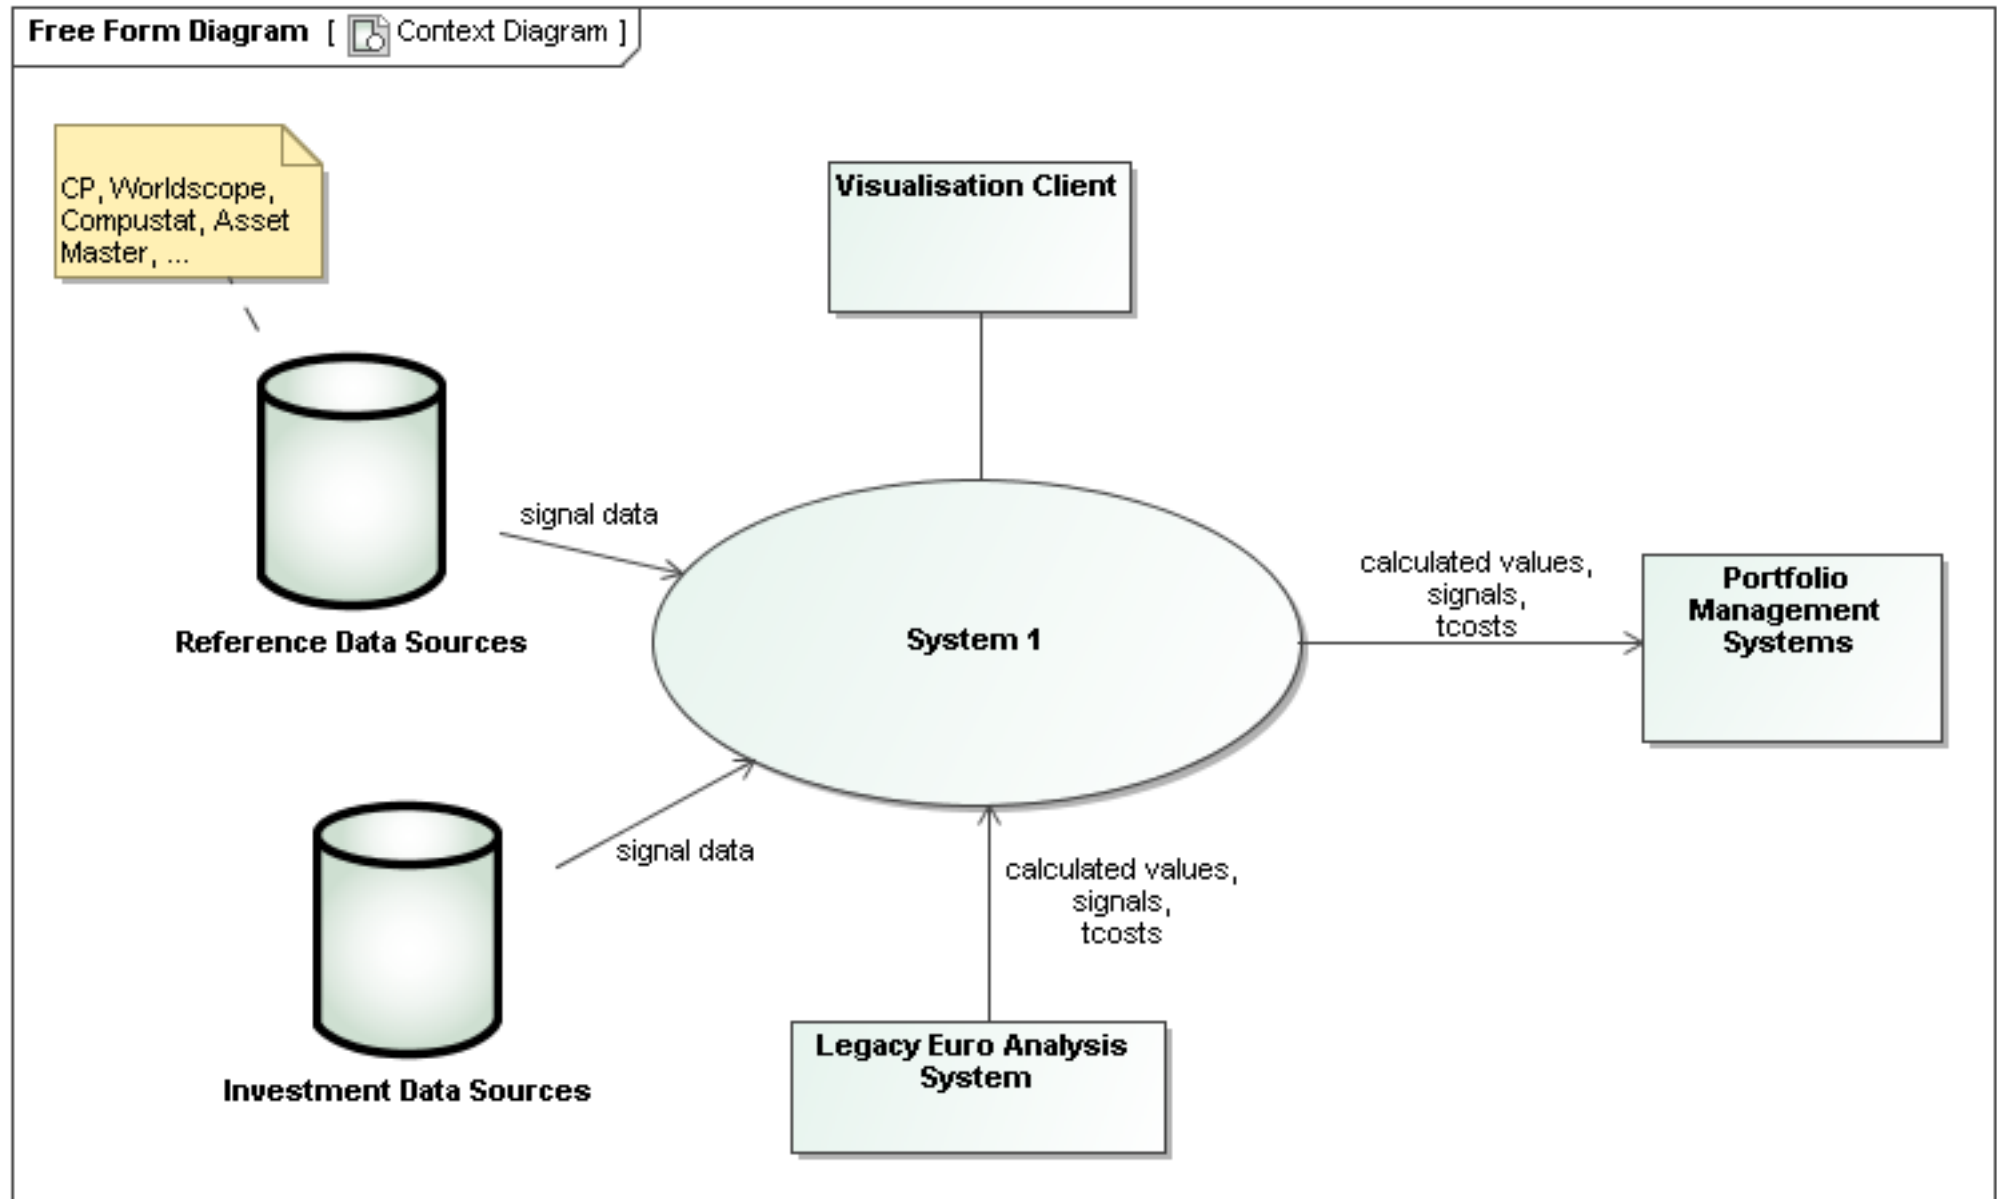 Free Form Diagram [ Context Diagram ]
CP, Worldscope,
Compustat, Asset
Master, ...
Visualisation Client
signal data
Reference Data Sources
System 1
calculated values,
signals,
tcosts
Portfolio
Management
Systems
signal data
Investment Data Sources
calculated values,
signals,
tcosts
Legacy Euro Analysis
System